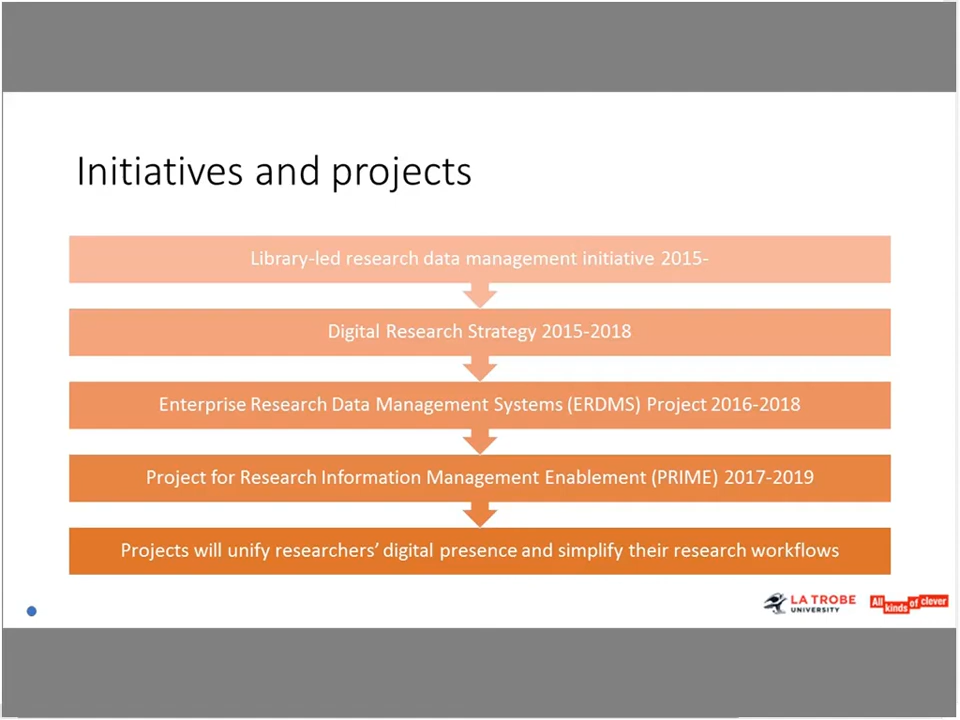 Initiatives and projects
Library-led research data management initiative 2015-
Digital Research Strategy 2015-2018
Enterprise Research Data Management Systems (ERDMS) Project 2016-2018
Project for Research Information Management Enablement (PRIME) 2017-2019
Projects will unify researchers’ digital presence and simplify their research workflows
LA TROBE
UNIVERSITY
All kinds of clever